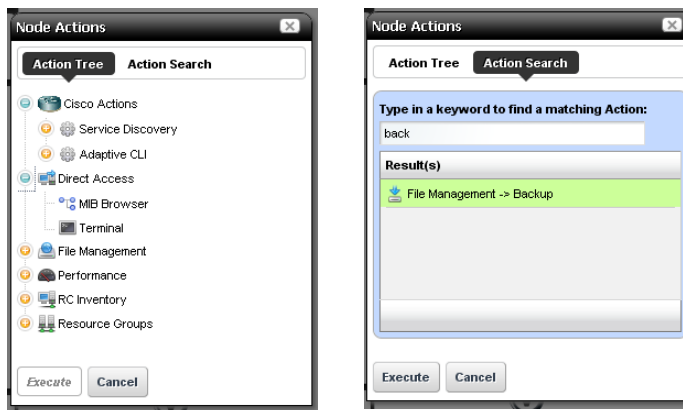 Node Actions
Action Tree Action Search
Cisco Actions
Service Discovery
Adaptive CLI
Direct Access
MIB Browser
Terminal
File Management
Performance
RC Inventory
Resource Groups
Execute Cancel
Node Actions
Action Tree Action Search
Type in a keyword to find a matching Action:
back
Result(s)
File Management -> Backup
Execute Cancel